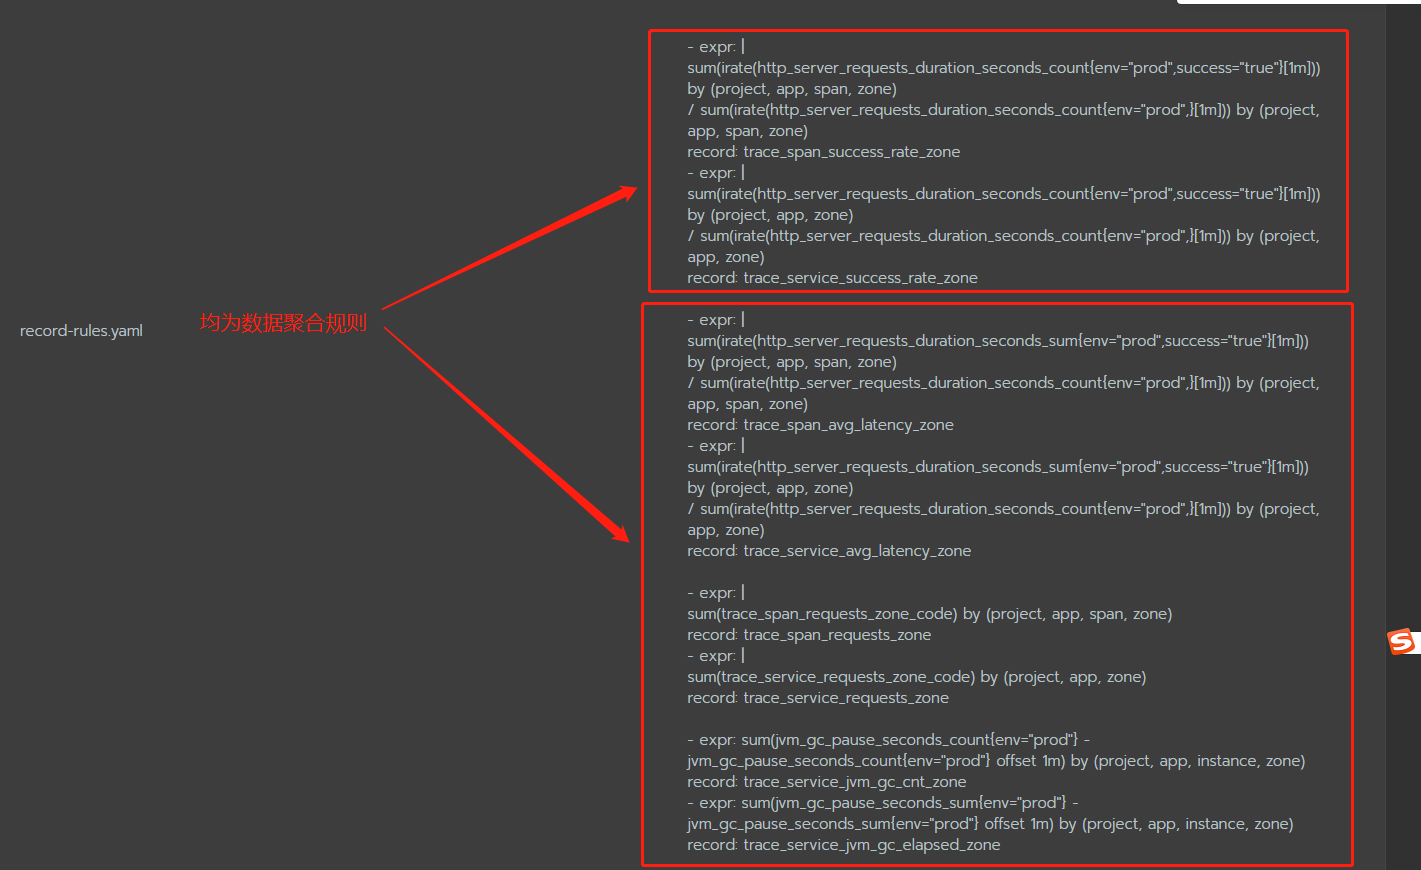 - expr: |
sum(irate(http_server_requests_duration_seconds_count{env="prod",success="true"}[1m]))
by (project, app, span, zone)
/ sum(irate(http_server_requests_duration_seconds_count{env="prod",}[1m])) by (project,
app, span, zone)
record: trace_span_success_rate_zone
- expr: |
sum(irate(http_server_requests_duration_seconds_count{env="prod",success="true"}[1m]))
by (project, app, zone)
/ sum(irate(http_server_requests_duration_seconds_count{env="prod",}[1m])) by (project,
app, zone)
record: trace_service_success_rate_zone
record-rules.yaml
均为数据聚合规则
- expr: |
sum(irate(http_server_requests_duration_seconds_sum{env="prod",success="true"}[1m]))
by (project, app, span, zone)
/ sum(irate(http_server_requests_duration_seconds_count{env="prod",}[1m])) by (project,
app, span, zone)
record: trace_span_avg_latency_zone
- expr: |
sum(irate(http_server_requests_duration_seconds_sum{env="prod",success="true"}[1m]))
by (project, app, zone)
/ sum(irate(http_server_requests_duration_seconds_count{env="prod",}[1m])) by (project,
app, zone)
record: trace_service_avg_latency_zone
- expr: |
sum(trace_span_requests_zone_code) by (project, app, span, zone)
record: trace_span_requests_zone
- expr: |
sum(trace_service_requests_zone_code) by (project, app, zone)
record: trace_service_requests_zone
- expr: sum(jvm_gc_pause_seconds_count{env="prod"} -
jvm_gc_pause_seconds_count{env="prod"} offset 1m) by (project, app, instance, zone)
record: trace_service_jvm_gc_cnt_zone
- expr: sum(jvm_gc_pause_seconds_sum{env="prod"} -
jvm_gc_pause_seconds_sum{env="prod"} offset 1m) by (project, app, instance, zone)
record: trace_service_jvm_gc_elapsed_zone